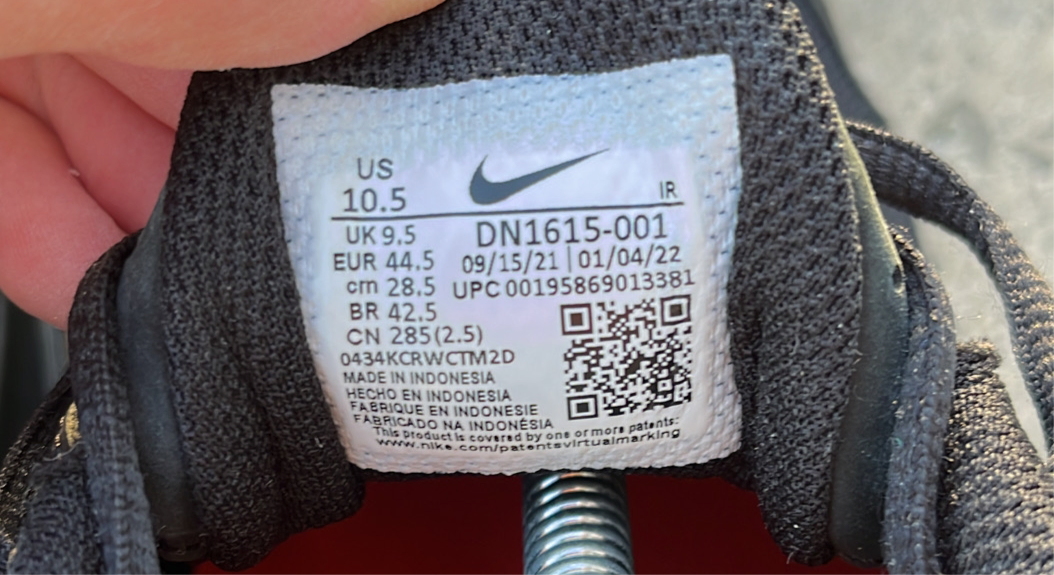 US
10.5
IR
UK 9.5
DN1615-001
EUR 44.5
09/15/21 | 01/04/22
cm 28.5
UPC 00195869013381
BR 42.5
CN 285(2.5)
0434KCRWCTM2D
MADE IN INDONESIA
HECHO EN INDONESIA
FABRIQUE EN INDONESIE
FABRICADO NA INDONÉSIA
This product is covered by one or more patents:
www.nike.com/patentsvirtualmarking